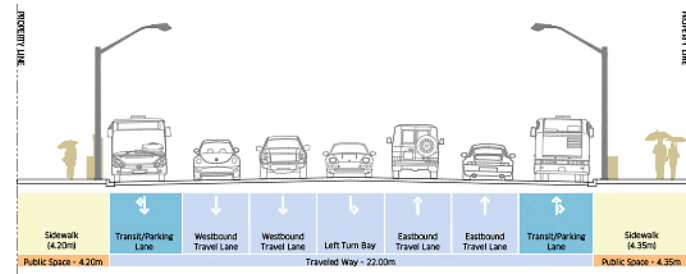 PROPERTY LINE
PROPERTY LINE
Sidewalk
(4.20m)
Transit/Parking
Lane
Westbound
Travel Lane
Westbound
Travel Lane
Left Turn Bay
Eastbound
Travel Lane
Eastbound
Travel Lane
Transit/Parking
Lane
Sidewalk
(4.35m)
Public Space - 4.20m
Traveled Way - 22.00m
Public Space - 4.35m